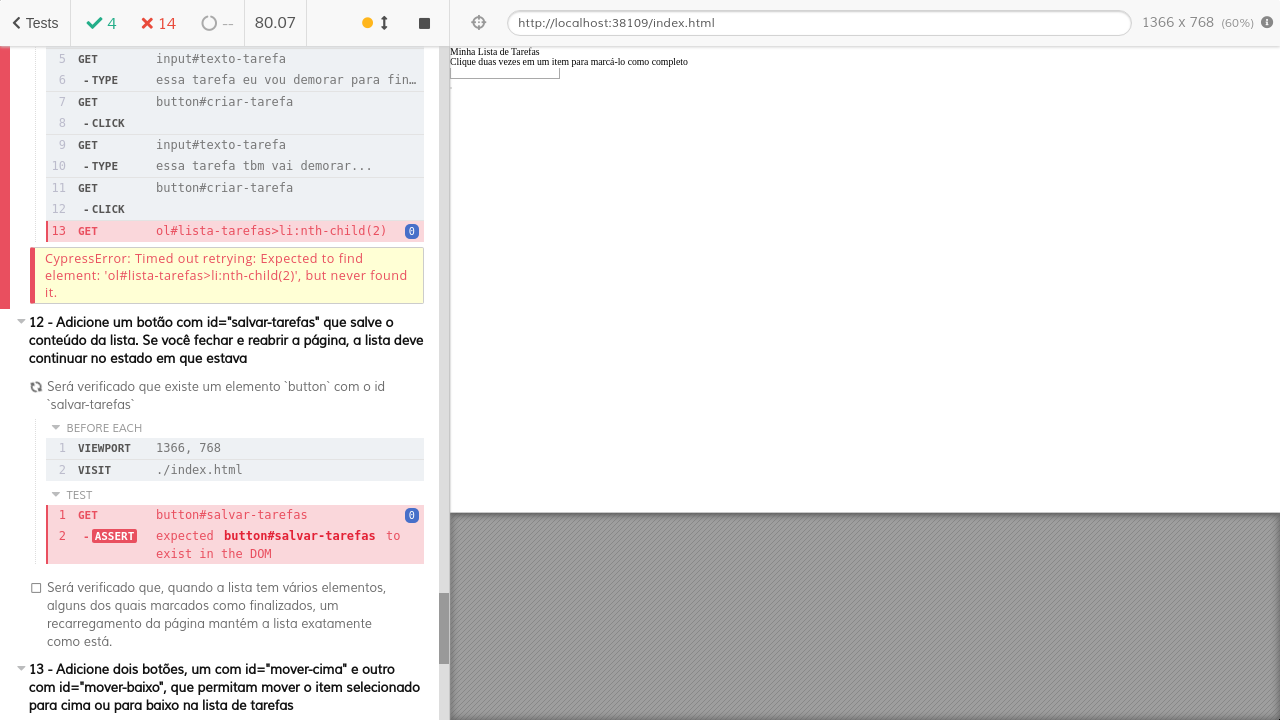 Tests 4 14 -- 80.07
http://localhost:38109/index.html 1366 x 768 (60%)
5 GET input#texto-tarefa
6 -TYPE essa tarefa eu vou demorar para fin…
7 GET button#criar-tarefa
8 -CLICK
9 GET input#texto-tarefa
10 -TYPE essa tarefa tbm vai demorar...
11 GET button#criar-tarefa
12 -CLICK
13 GET ol#lista-tarefas>li:nth-child(2) 0
CypressError: Timed out retrying: Expected to find
element: 'ol#lista-tarefas>li:nth-child(2)', but never found
it.
12 - Adicione um botão com id="salvar-tarefas" que salve o
conteúdo da lista. Se você fechar e reabrir a página, a lista deve
continuar no estado em que estava
Será verificado que existe um elemento `button` com o id
`salvar-tarefas`
BEFORE EACH
1 VIEWPORT 1366, 768
2 VISIT ./index.html
TEST
1 GET button#salvar-tarefas 0
2 -ASSERT expected button#salvar-tarefas to
exist in the DOM
Será verificado que, quando a lista tem vários elementos,
alguns dos quais marcados como finalizados, um
recarregamento da página mantém a lista exatamente
como está.
13 - Adicione dois botões, um com id="mover-cima" e outro
com id="mover-baixo", que permitam mover o item selecionado
para cima ou para baixo na lista de tarefas
Minha Lista de Tarefas
Clique duas vezes em um item para marcá-lo como completo